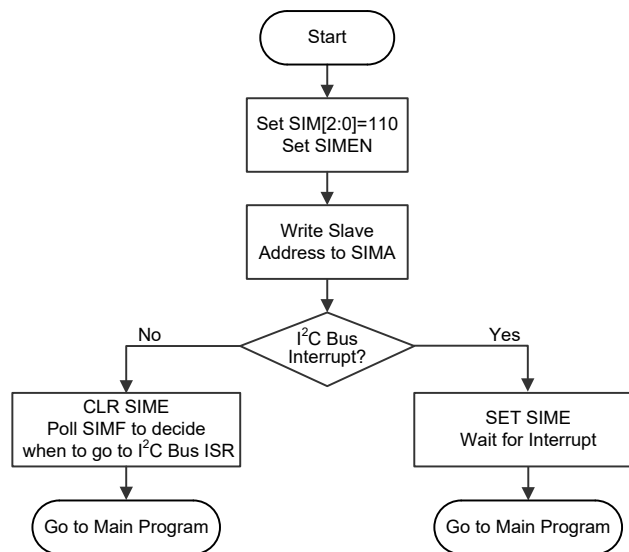 Start
Set SIM[2:0]=110
Set SIMEN
Write Slave
Address to SIMA
No
I²C Bus
Interrupt?
Yes
CLR SIME
Poll SIMF to decide
when to go to I²C Bus ISR
SET SIME
Wait for Interrupt
Go to Main Program
Go to Main Program